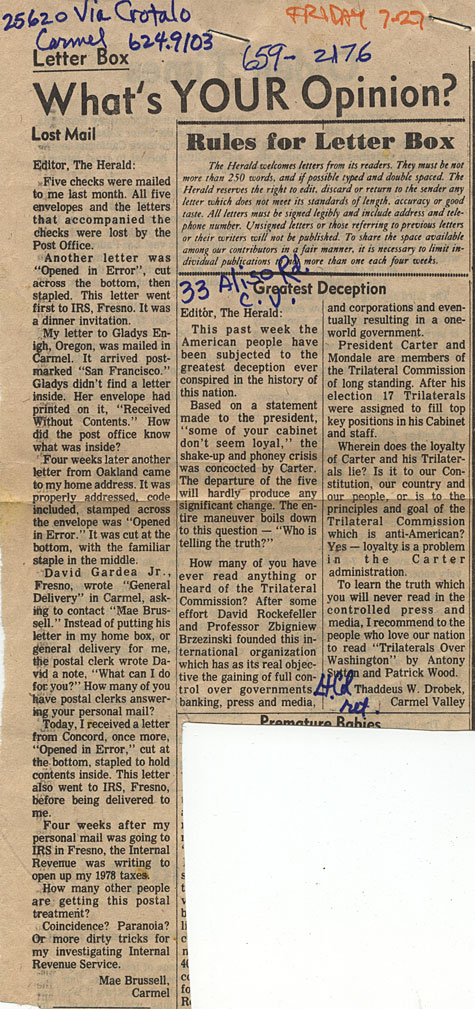 25620 Via Crotalo
Carmel 624-9103
FRIDAY 7-27
659-2176
Letter Box
What's YOUR Opinion?
Lost Mail
Editor, The Herald:
Five checks were mailed
to me last month. All five
envelopes and the letters
that accompanied the
checks were lost by the
Post Office.
Another letter was
"Opened in Error", cut
across the bottom, then
stapled. This letter went
first to IRS, Fresno. It was
a dinner invitation.
My letter to Gladys En-
igh, Oregon, was mailed in
Carmel. It arrived post-
marked "San Francisco."
Gladys didn't find a letter
inside. Her envelope had
printed on it, "Received
Without Contents." How
did the post office know
what was inside?
Four weeks later another
letter from Oakland came
to my home address. It was
properly addressed, code
included, stamped across
the envelope was "Opened
in Error." It was cut at the
bottom, with the familiar
staple in the middle.
David Gardea Jr.,
Fresno, wrote "General
Delivery" in Carmel, ask-
ing to contact "Mae Brus-
sell." Instead of putting his
letter in my home box, or
general delivery for me,
the postal clerk wrote Da-
vid a note, "What can I do
for you?" How many of you
have postal clerks answer-
ing your personal mail?
Today, I received a letter
from Concord, once more,
"Opened in Error," cut at
the bottom, stapled to hold
contents inside. This letter
also went to IRS, Fresno,
before being delivered to
me.
Four weeks after my
personal mail was going to
IRS in Fresno, the Internal
Revenue was writing to
open up my 1978 taxes.
How many other people
are getting this postal
treatment?
Coincidence? Paranoia?
Or more dirty tricks for
my investigating Internal
Revenue Service.
Mae Brussell,
Carmel
Rules for Letter Box
The Herald welcomes letters from its readers. They must be not
more than 250 words, and if possible typed and double spaced. The
Herald reserves the right to edit, discard or return to the sender any
letter which does not meet its standards of length, accuracy or good
taste. All letters must be signed legibly and include address and tele-
phone number. Unsigned letters or those referring to previous letters
or their writers will not be published. To share the space available
among our contributors in a fair manner, it is necessary to limit in-
dividual publications to no more than one each four weeks.
33 Aliso Rd.
C.V.
Greatest Deception
Editor, The Herald:
This past week the
American people have
been subjected to the
greatest deception ever
conspired in the history of
this nation.
Based on a statement
made to the president,
"some of your cabinet
don't seem loyal," the
shake-up and phoney crisis
was concocted by Carter.
The departure of the five
will hardly produce any
significant change. The en-
tire maneuver boils down
to this question — "Who is
telling the truth?"
How many of you have
ever read anything or
heard of the Trilateral
Commission? After some
effort David Rockefeller
and Professor Zbigniew
Brzezinski founded this in-
ternational organization
which has as its real objec-
tive the gaining of full con-
trol over governments,
banking, press and media,
and corporations and even-
tually resulting in a one-
world government.
President Carter and
Mondale are members of
the Trilateral Commission
of long standing. After his
election 17 Trilaterals
were assigned to fill top
key positions in his Cabinet
and staff.
Wherein does the loyalty
of Carter and his Trilater-
als lie? Is it to our Con-
stitution, our country and
our people, or is to the
principles and goal of the
Trilateral Commission
which is anti-American?
Yes — loyalty is a problem
in the Carter
administration.
To learn the truth which
you will never read in the
controlled press and
media, I recommend to the
people who love our nation
to read "Trilaterals Over
Washington" by Antony
Sutton and Patrick Wood.
Thaddeus W. Drobek,
ret.
Carmel Valley
Premature Babies